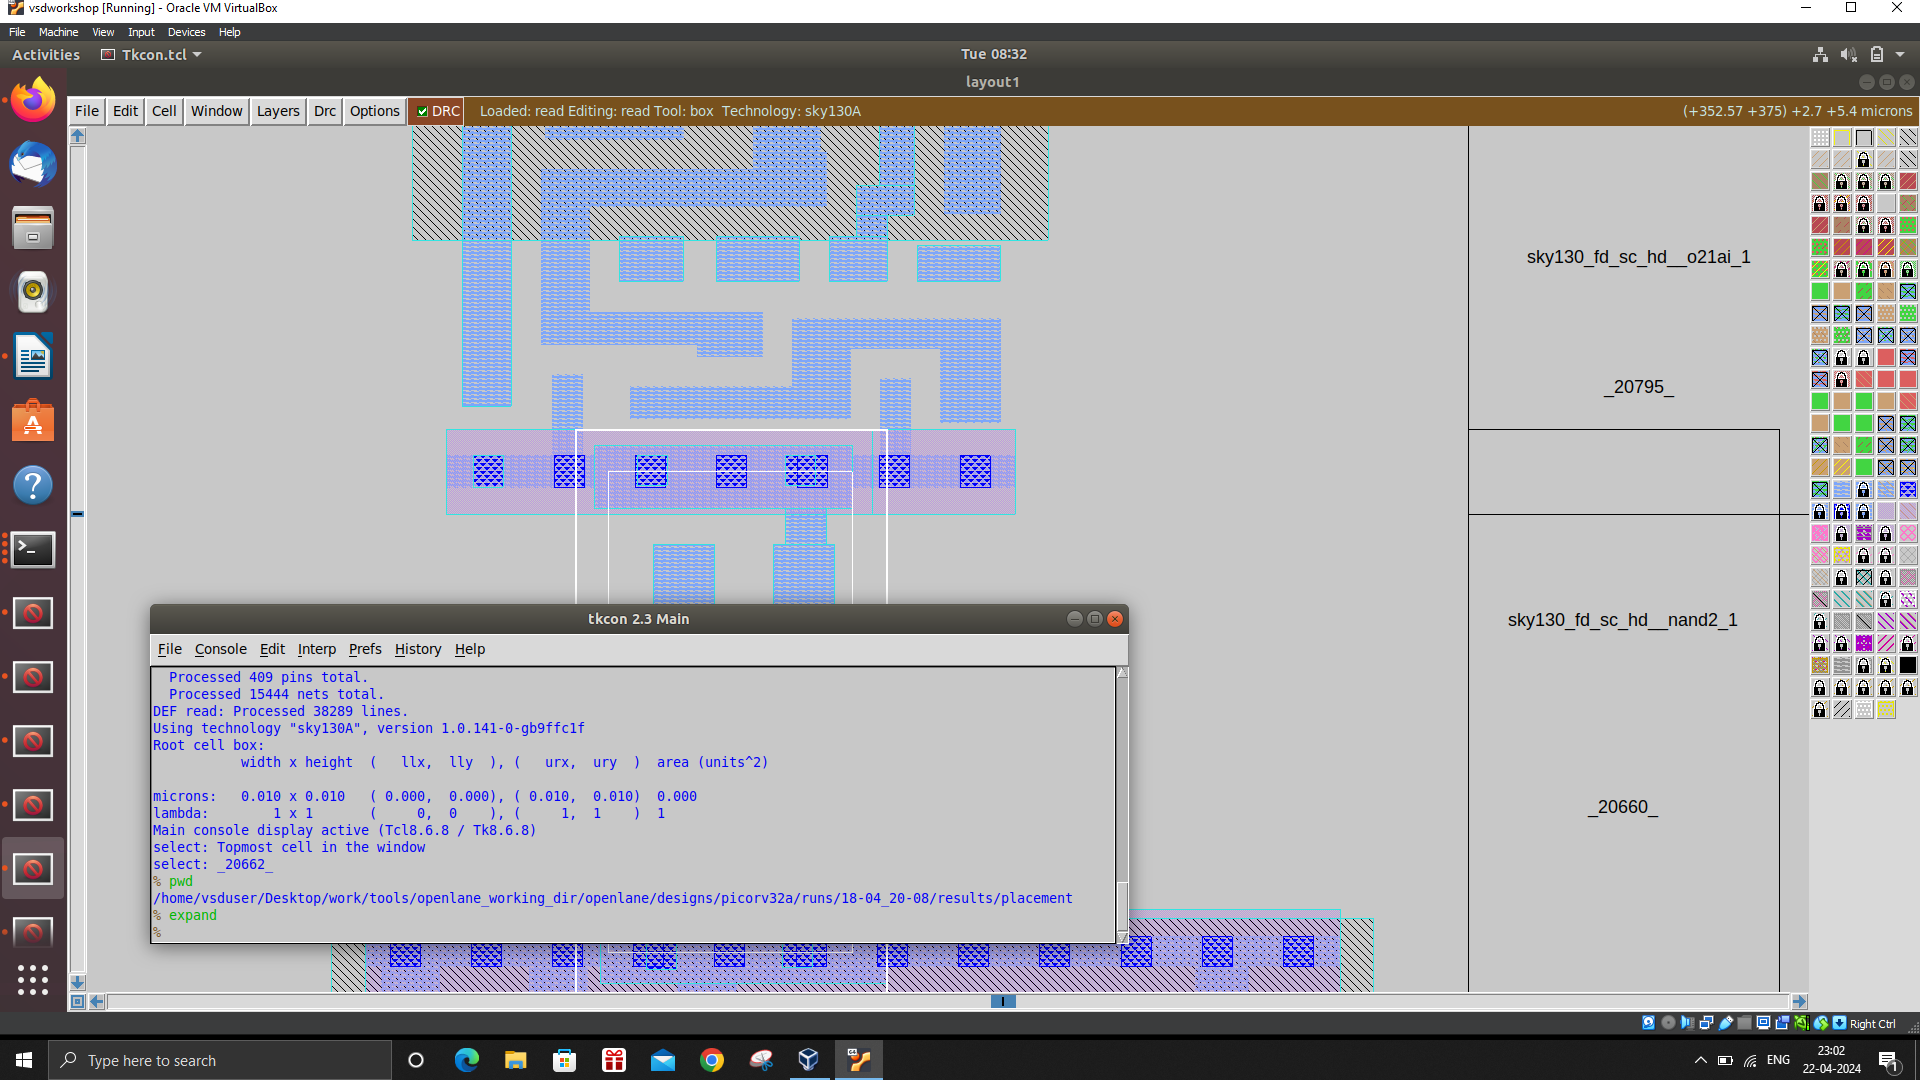 vsdworkshop [Running] - Oracle VM VirtualBox
File Machine View Input Devices Help
Activities Tkcon.tcl Tue 08:32
layout1
File Edit Cell Window Layers Drc Options DRC Loaded: read Editing: read Tool: box Technology: sky130A (+352.57 +375) +2.7 +5.4 microns
sky130_fd_sc_hd__o21ai_1
_20795_
sky130_fd_sc_hd__nand2_1
_20660_
tkcon 2.3 Main
File Console Edit Interp Prefs History Help
Processed 409 pins total.
Processed 15444 nets total.
DEF read: Processed 38289 lines.
Using technology "sky130A", version 1.0.141-0-gb9ffc1f
Root cell box:
width x height ( llx, lly ), ( urx, ury ) area (units^2)
microns: 0.010 x 0.010 ( 0.000, 0.000), ( 0.010, 0.010) 0.000
lambda: 1 x 1 ( 0, 0 ), ( 1, 1 ) 1
Main console display active (Tcl8.6.8 / Tk8.6.8)
select: Topmost cell in the window
select: _20662_
% pwd
/home/vsduser/Desktop/work/tools/openlane_working_dir/openlane/designs/picorv32a/runs/18-04_20-08/results/placement
% expand
%
Right Ctrl
Type here to search
ENG
23:02
22-04-2024
1